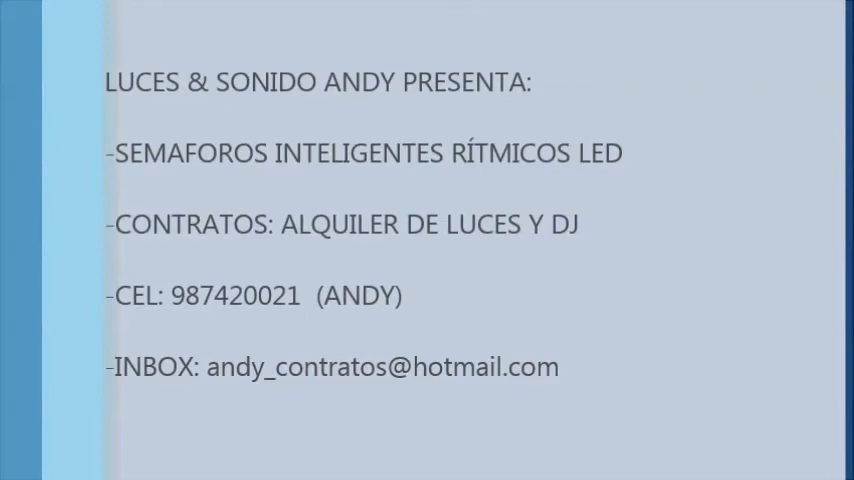 LUCES & SONIDO ANDY PRESENTA:
-SEMAFOROS INTELIGENTES RÍTMICOS LED
-CONTRATOS: ALQUILER DE LUCES Y DJ
-CEL: 987420021  (ANDY)
-INBOX: andy_contratos@hotmail.com